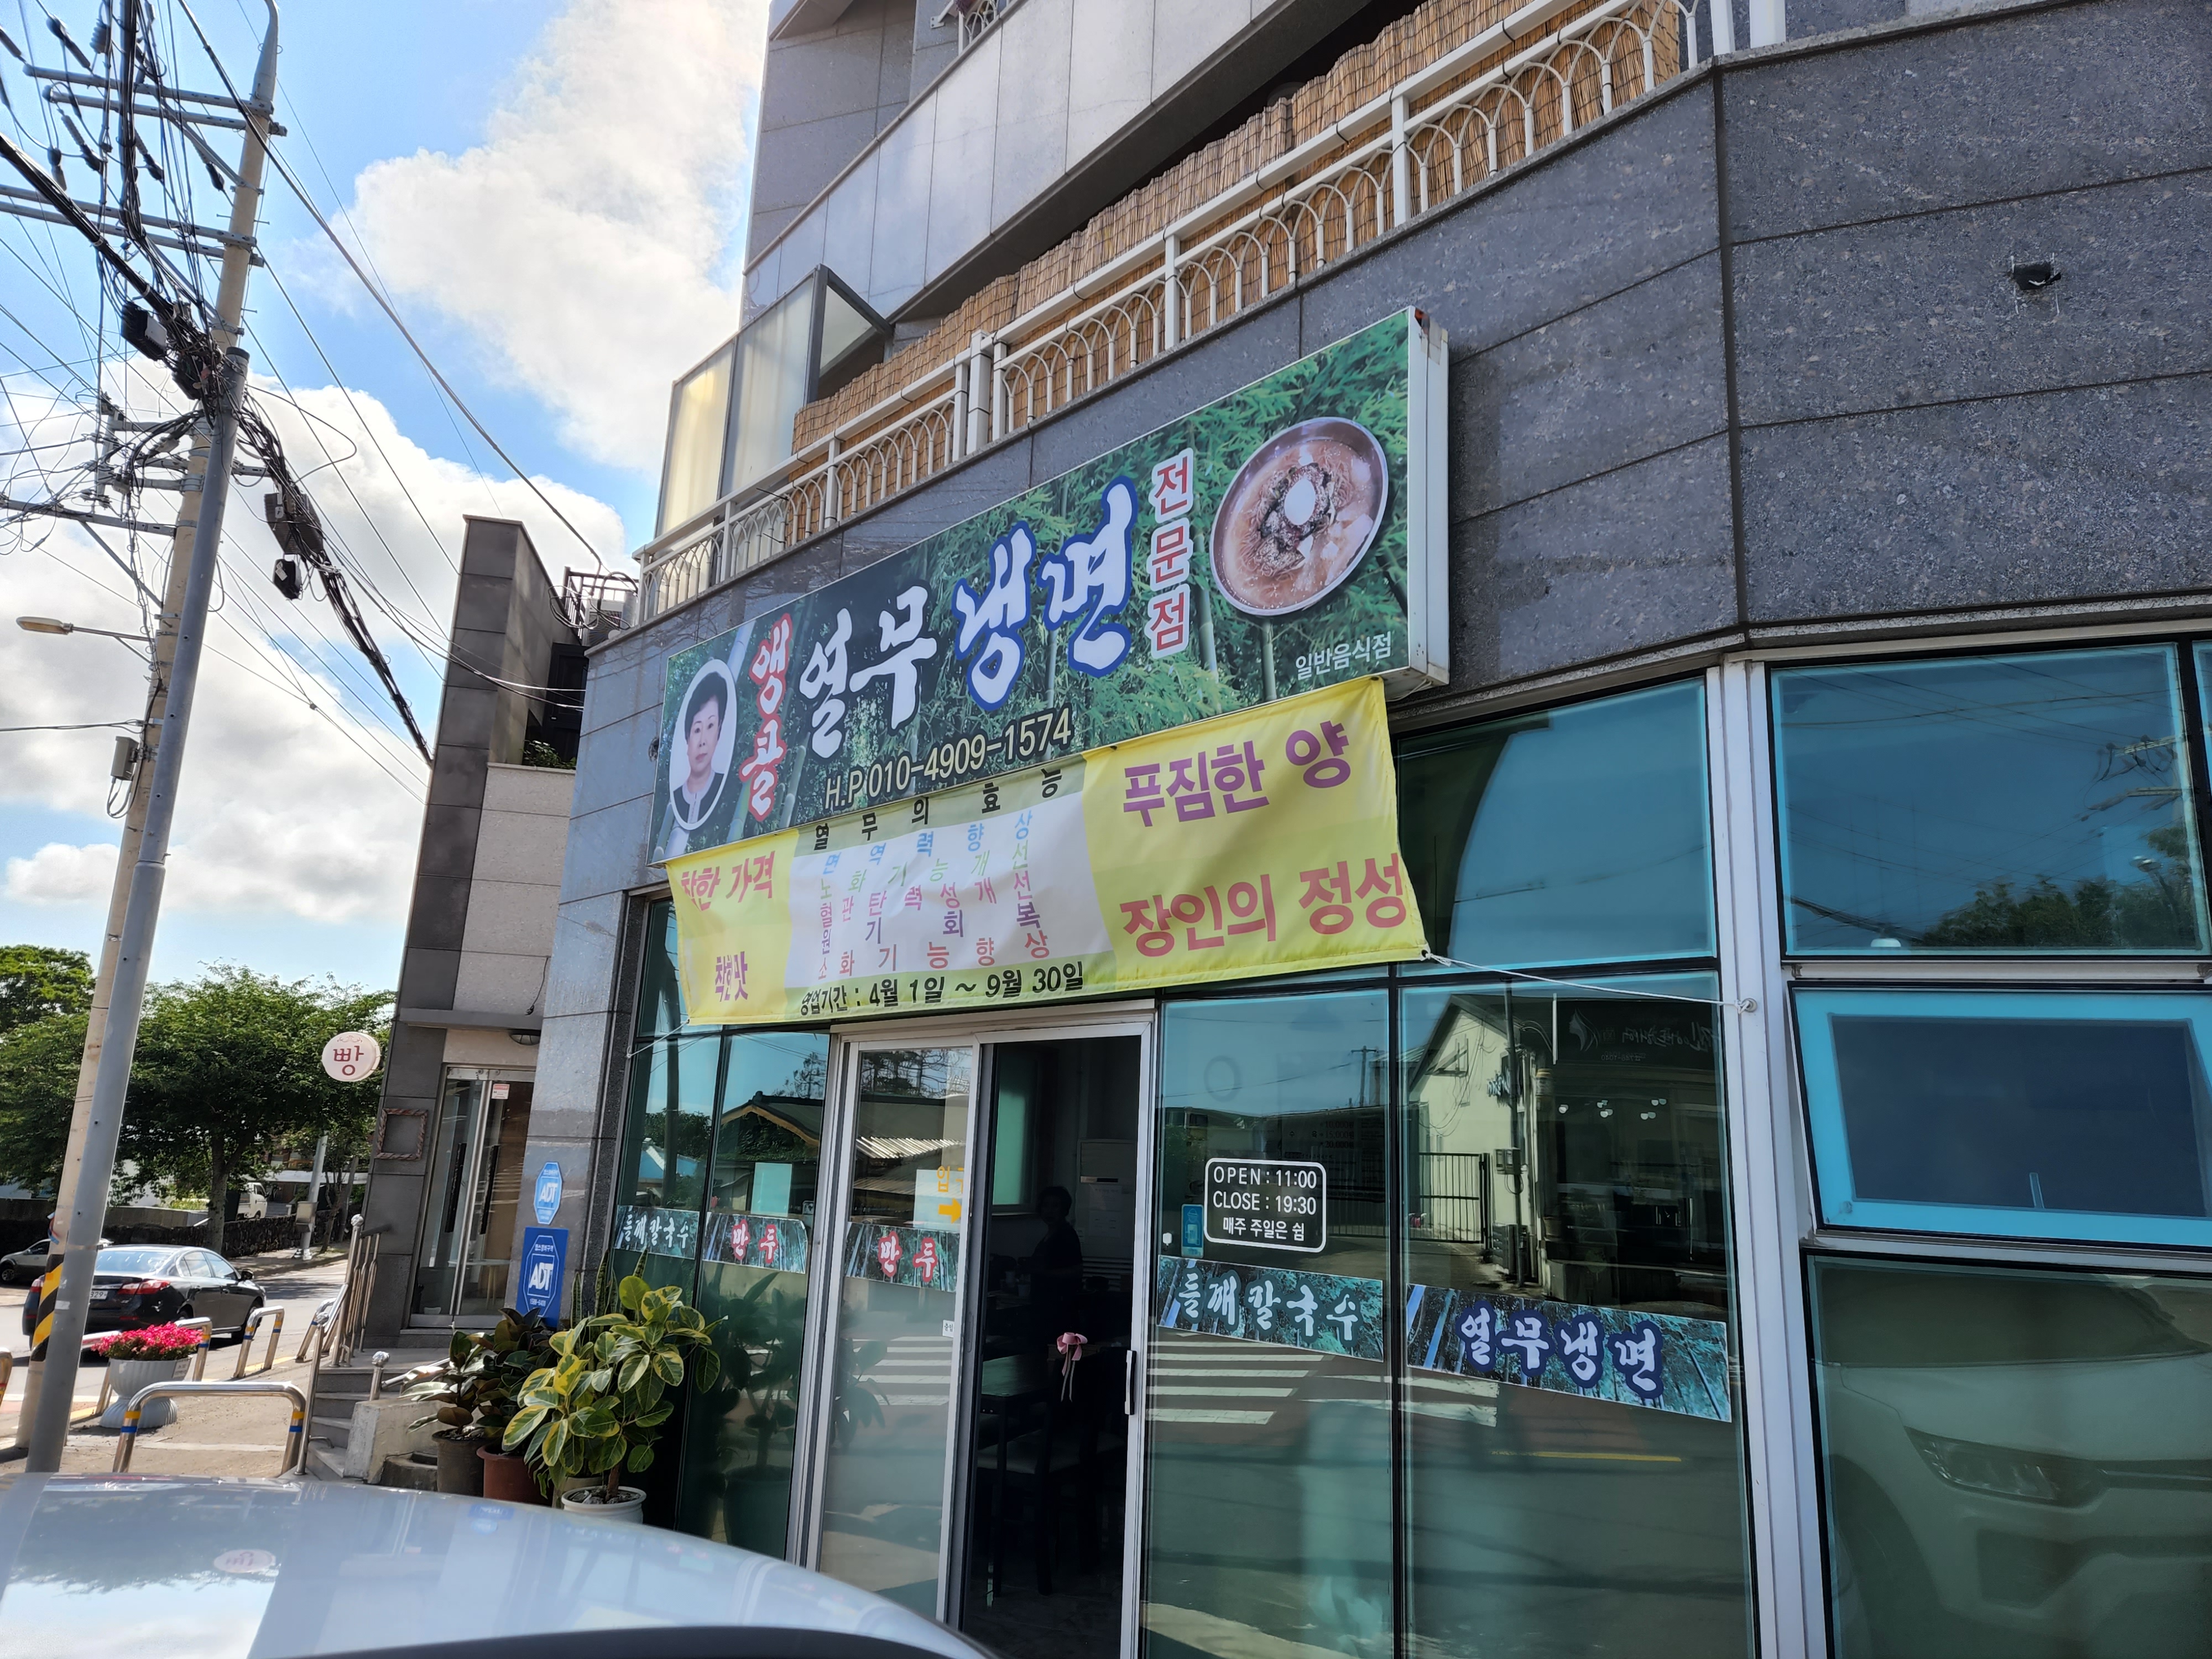 앵콜
열무냉면
전문점
일반음식점
H.P 010-4909-1574
착한 가격
착한맛
열무의 효능
면역력향상
노화기능개선
혈관탄력성개선
원기회복
소화기능향상
영업기간 : 4월 1일 ~ 9월 30일
푸짐한 양
장인의 정성
빵
ADT
ADT
들깨칼국수
만두
만두
OPEN : 11:00
CLOSE : 19:30
매주 주일은 쉼
들깨칼국수
열무냉면